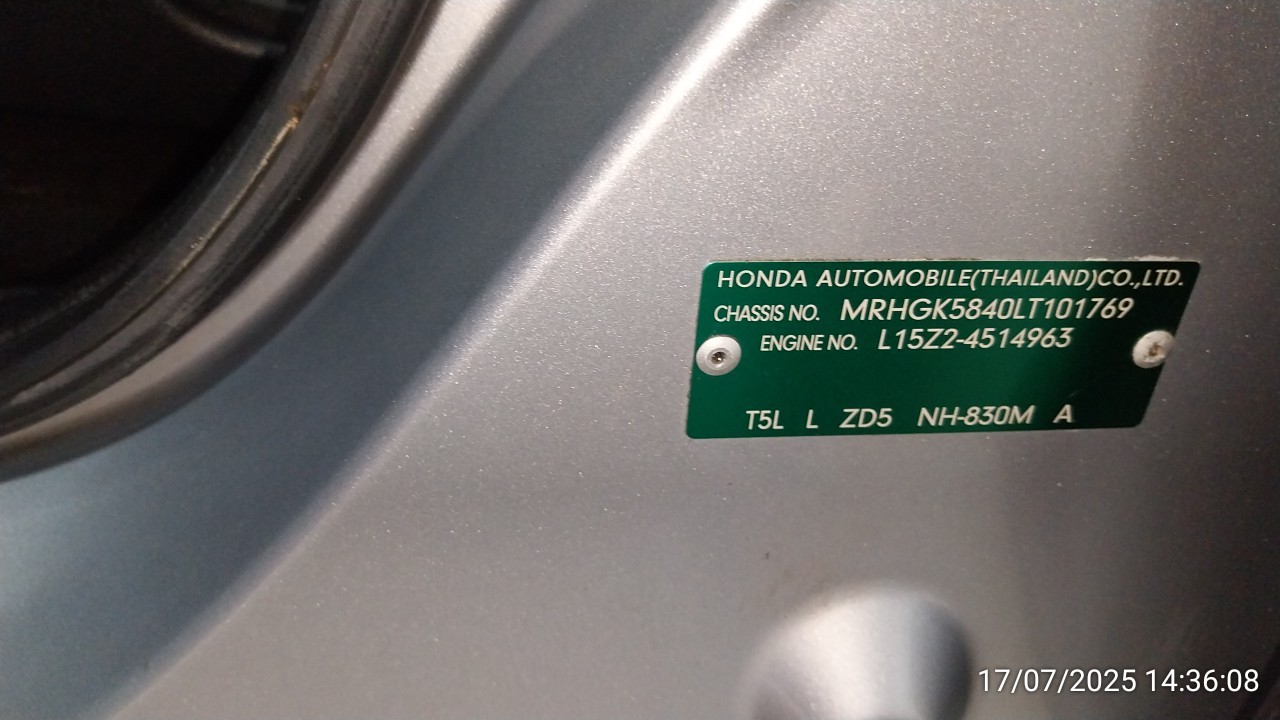 HONDA AUTOMOBILE(THAILAND)CO.,LTD.
CHASSIS NO. MRHGK5840LT101769
ENGINE NO. L15Z2-4514963
T5L L ZD5 NH-830M A
17/07/2025 14:36:08